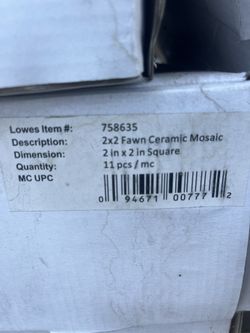 Lowes Item #: 758635
Description: 2x2 Fawn Ceramic Mosaic
Dimension: 2 in x 2 in Square
Quantity: 11 pcs / mc
MC UPC
0 94671 00777 2